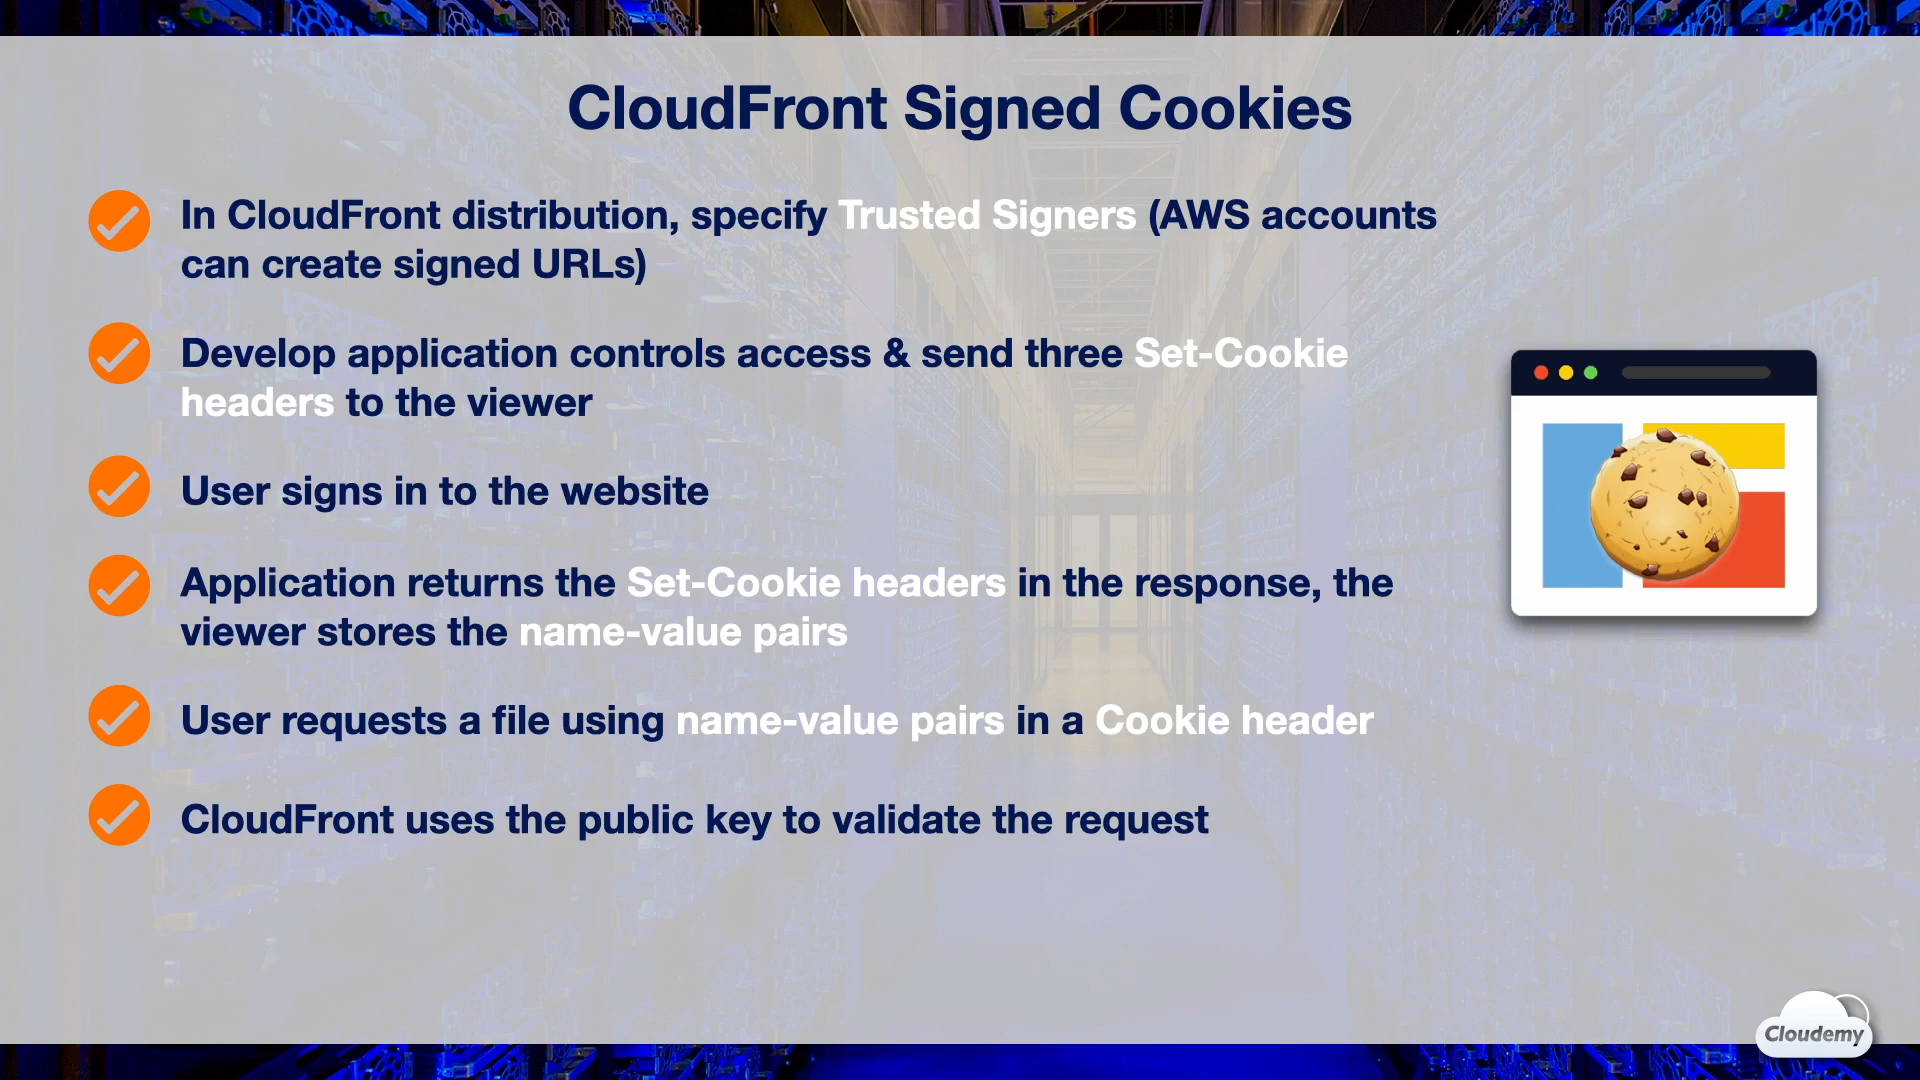 CloudFront Signed Cookies
In CloudFront distribution, specify Trusted Signers (AWS accounts
can create signed URLs)
Develop application controls access & send three Set-Cookie
headers to the viewer
User signs in to the website
Application returns the Set-Cookie headers in the response, the
viewer stores the name-value pairs
User requests a file using name-value pairs in a Cookie header
CloudFront uses the public key to validate the request
Cloudemy